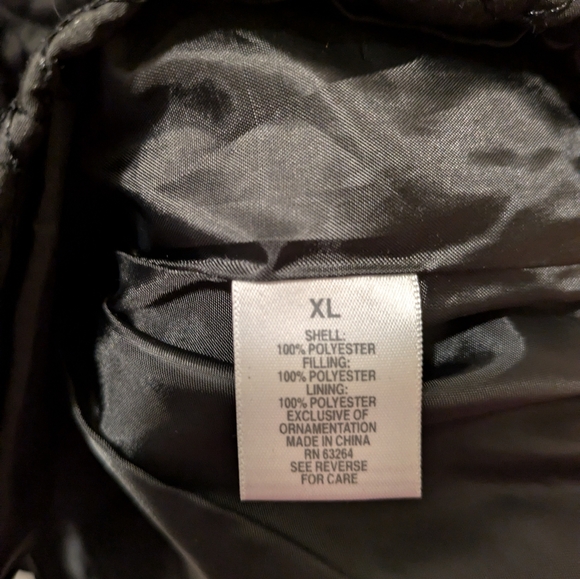 XL
SHELL:
100% POLYESTER
FILLING:
100% POLYESTER
LINING:
100% POLYESTER
EXCLUSIVE OF
ORNAMENTATION
MADE IN CHINA
RN 63264
SEE REVERSE
FOR CARE